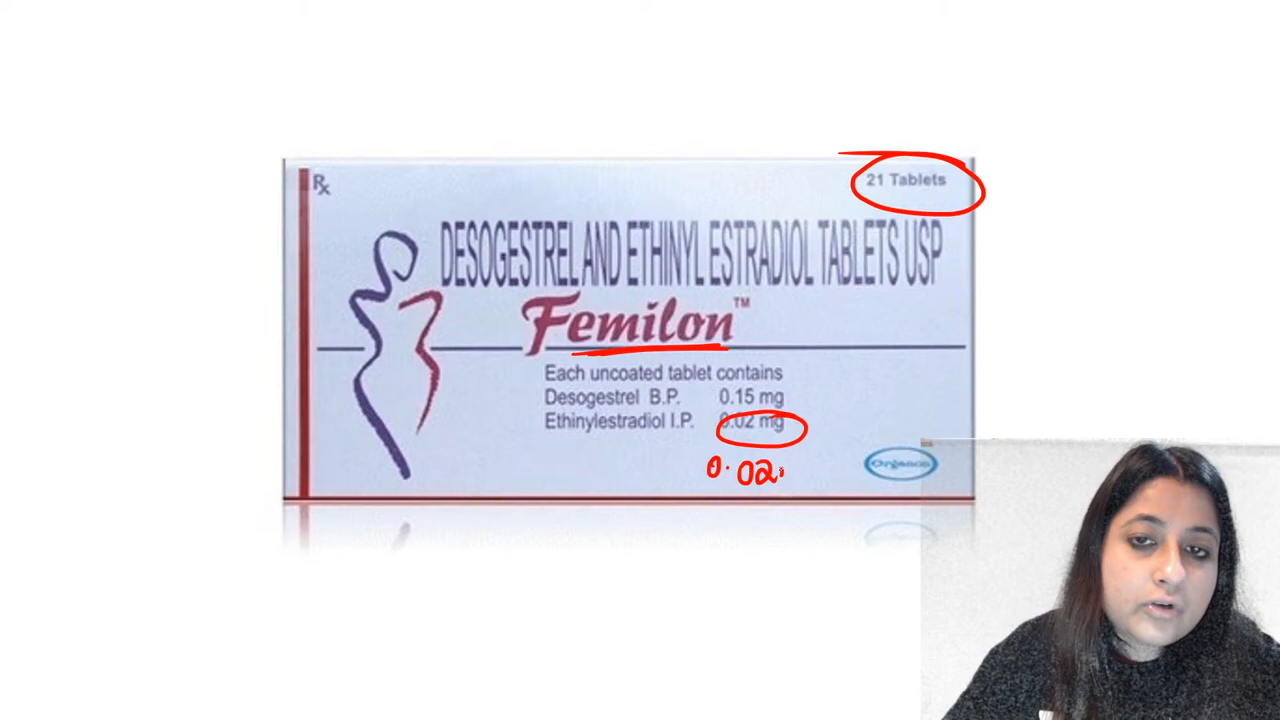 Rx
21 Tablets
DESOGESTREL AND ETHINYL ESTRADIOL TABLETS USP
Femilon™
Each uncoated tablet contains
Desogestrel B.P. 0.15 mg
Ethinylestradiol I.P. 0.02 mg
Organon
0.02